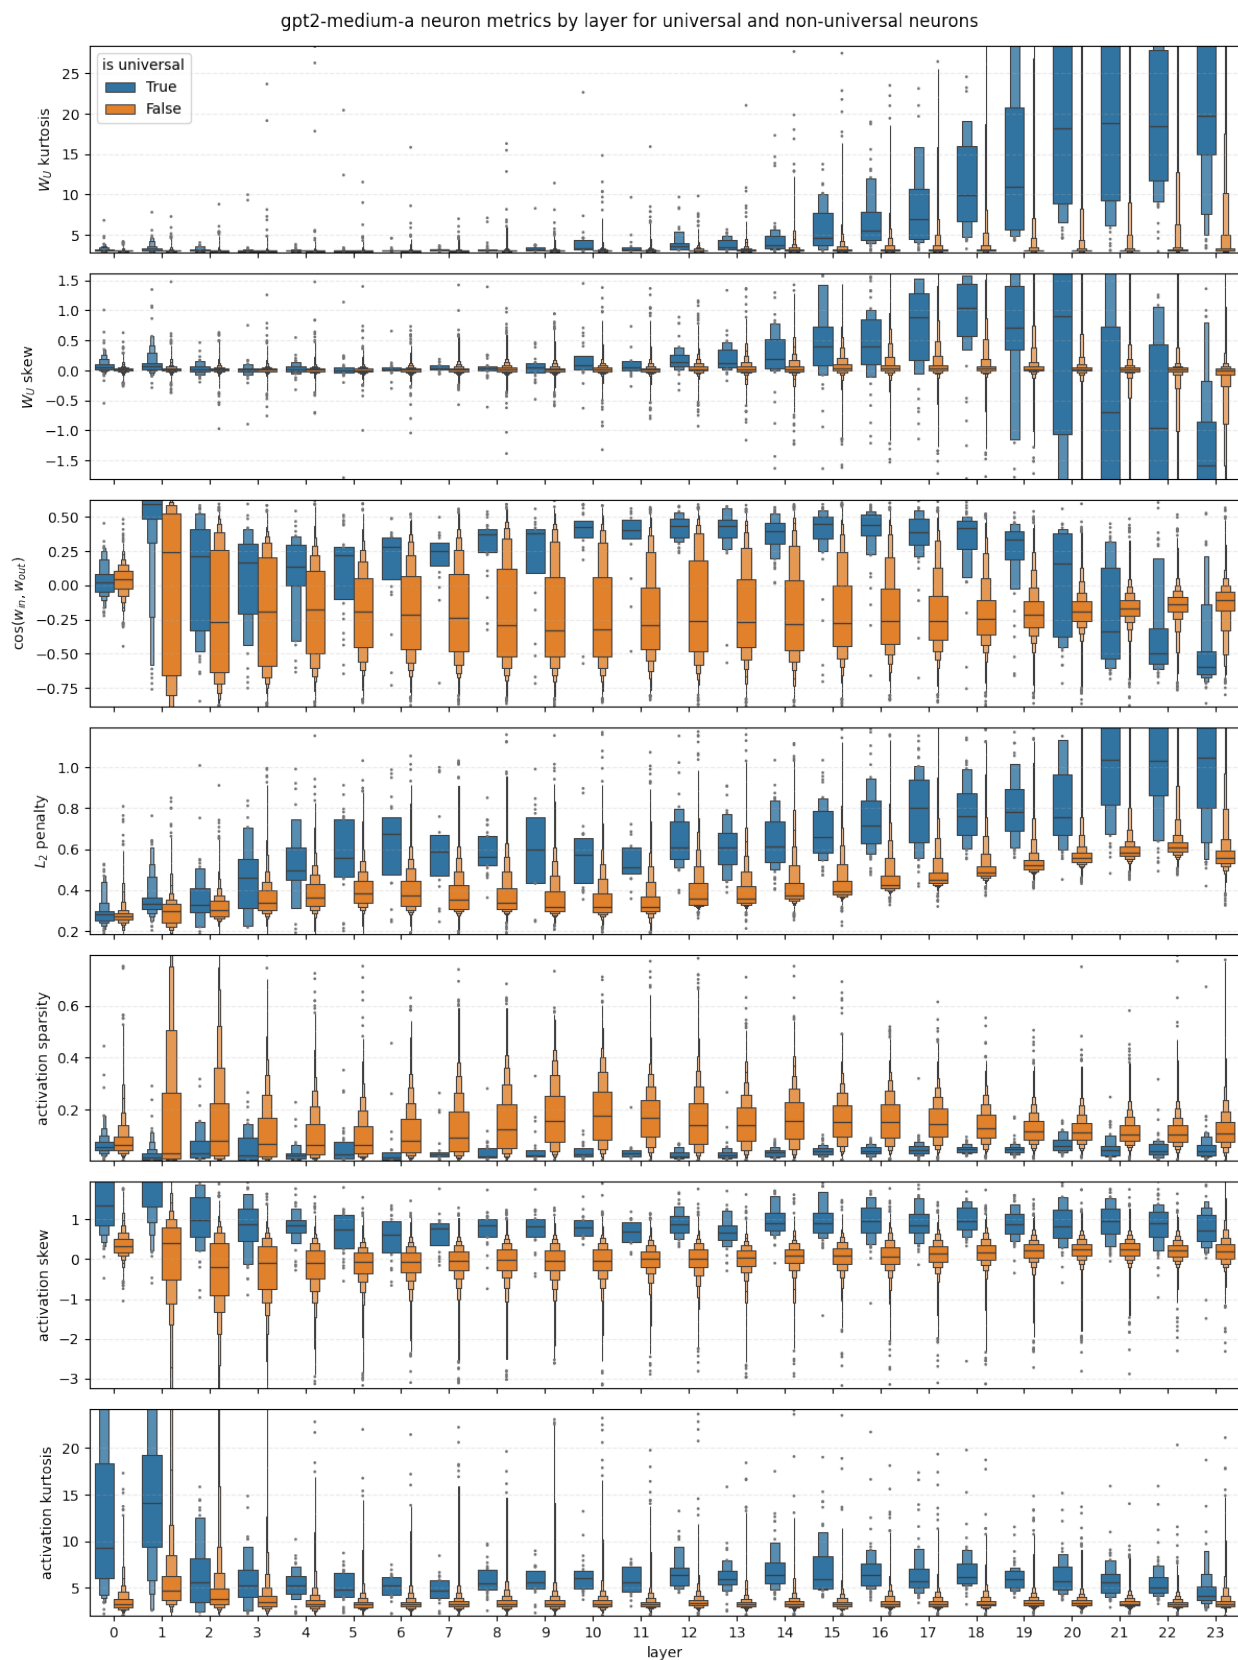 gpt2-medium-a neuron metrics by layer for universal and non-universal neurons
is universal
True
False
W_U kurtosis
25
20
15
10
5
W_U skew
1.5
1.0
0.5
0.0
−0.5
−1.0
−1.5
cos(w_in, w_out)
0.50
0.25
0.00
−0.25
−0.50
−0.75
L_2 penalty
1.0
0.8
0.6
0.4
0.2
activation sparsity
0.6
0.4
0.2
activation skew
1
0
−1
−2
−3
activation kurtosis
20
15
10
5
0 1 2 3 4 5 6 7 8 9 10 11 12 13 14 15 16 17 18 19 20 21 22 23
layer